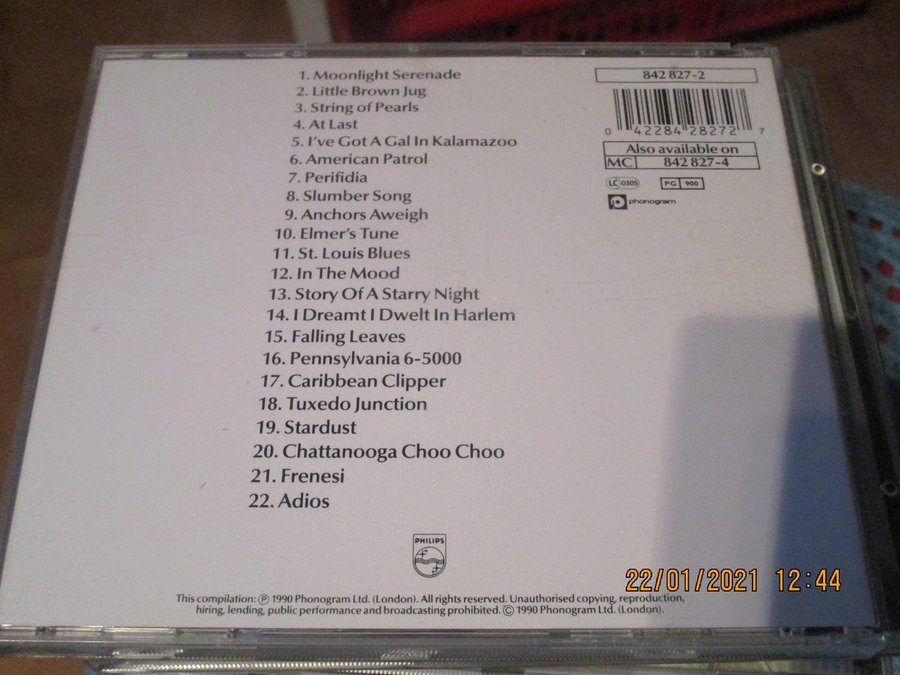 1. Moonlight Serenade
2. Little Brown Jug
3. String of Pearls
4. At Last
5. I've Got A Gal In Kalamazoo
6. American Patrol
7. Perifidia
8. Slumber Song
9. Anchors Aweigh
10. Elmer's Tune
11. St. Louis Blues
12. In The Mood
13. Story Of A Starry Night
14. I Dreamt I Dwelt In Harlem
15. Falling Leaves
16. Pennsylvania 6-5000
17. Caribbean Clipper
18. Tuxedo Junction
19. Stardust
20. Chattanooga Choo Choo
21. Frenesi
22. Adios
842 827-2
0 42284 28272 7
Also available on
MC 842 827-4
LC 0305 PG 900
phonogram
PHILIPS
This compilation: ℗ 1990 Phonogram Ltd. (London). All rights reserved. Unauthorised copying, reproduction,
hiring, lending, public performance and broadcasting prohibited. © 1990 Phonogram Ltd. (London).
22/01/2021 12:44